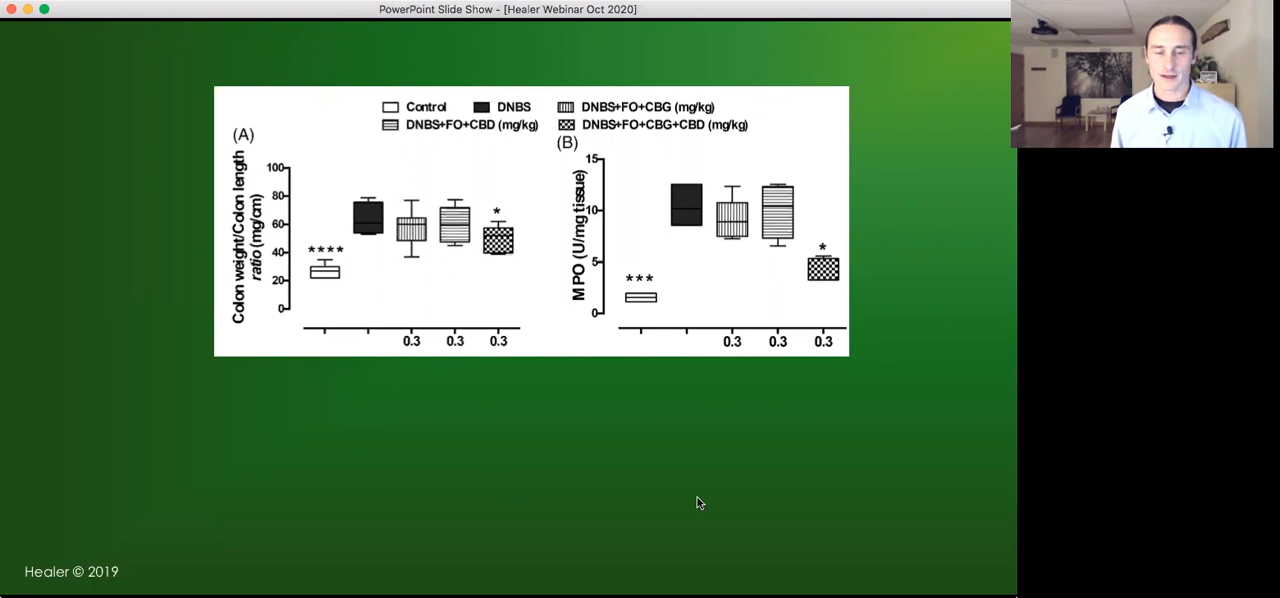 PowerPoint Slide Show - [Healer Webinar Oct 2020]
Control DNBS DNBS+FO+CBG (mg/kg)
DNBS+FO+CBD (mg/kg) DNBS+FO+CBG+CBD (mg/kg)
(A)
Colon weight/Colon length
ratio (mg/cm)
100
80
60
40
20
0
****
*
0.3 0.3 0.3
(B)
MPO (U/mg tissue)
15
10
5
0
***
*
0.3 0.3 0.3
Healer © 2019